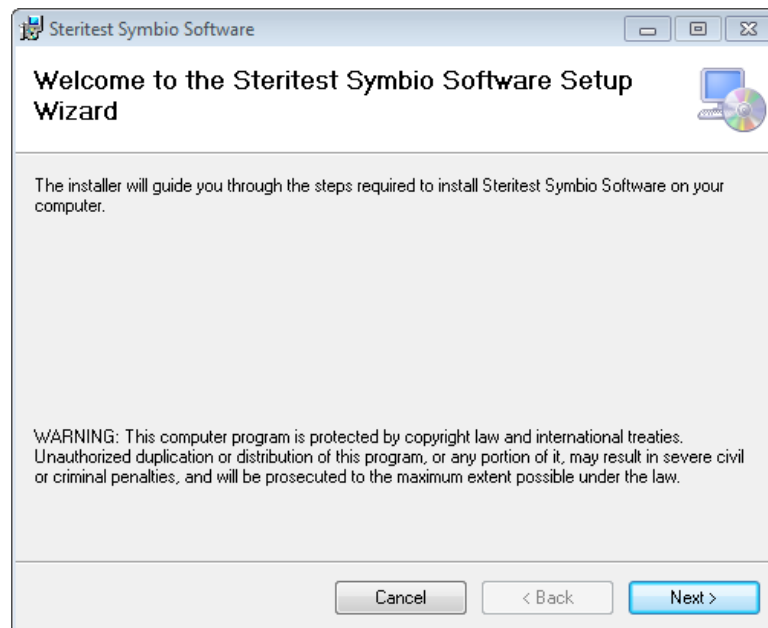 Steritest Symbio Software
Welcome to the Steritest Symbio Software Setup
Wizard
The installer will guide you through the steps required to install Steritest Symbio Software on your
computer.
WARNING: This computer program is protected by copyright law and international treaties.
Unauthorized duplication or distribution of this program, or any portion of it, may result in severe civil
or criminal penalties, and will be prosecuted to the maximum extent possible under the law.
Cancel < Back Next >